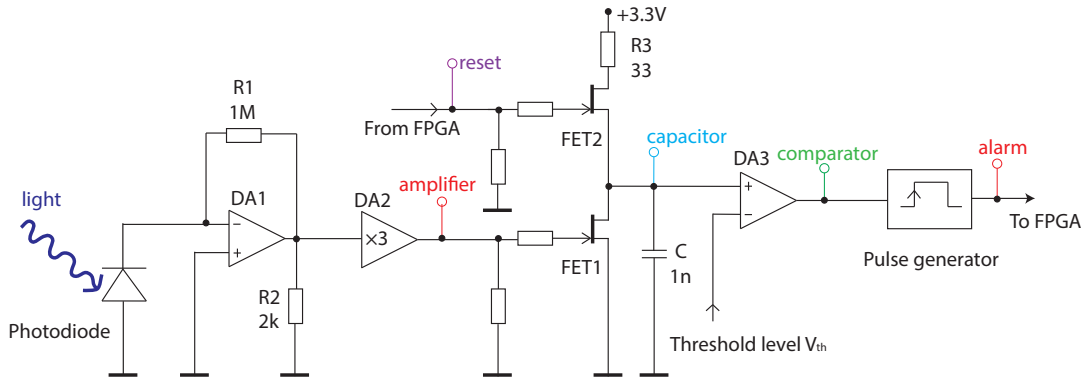 +3.3V
R3
33
reset
R1
1M
From FPGA
FET2
capacitor
DA3
comparator
alarm
light
amplifier
DA1
DA2
×3
−
+
+
−
To FPGA
FET1
C
1n
Pulse generator
R2
2k
Photodiode
Threshold level Vth